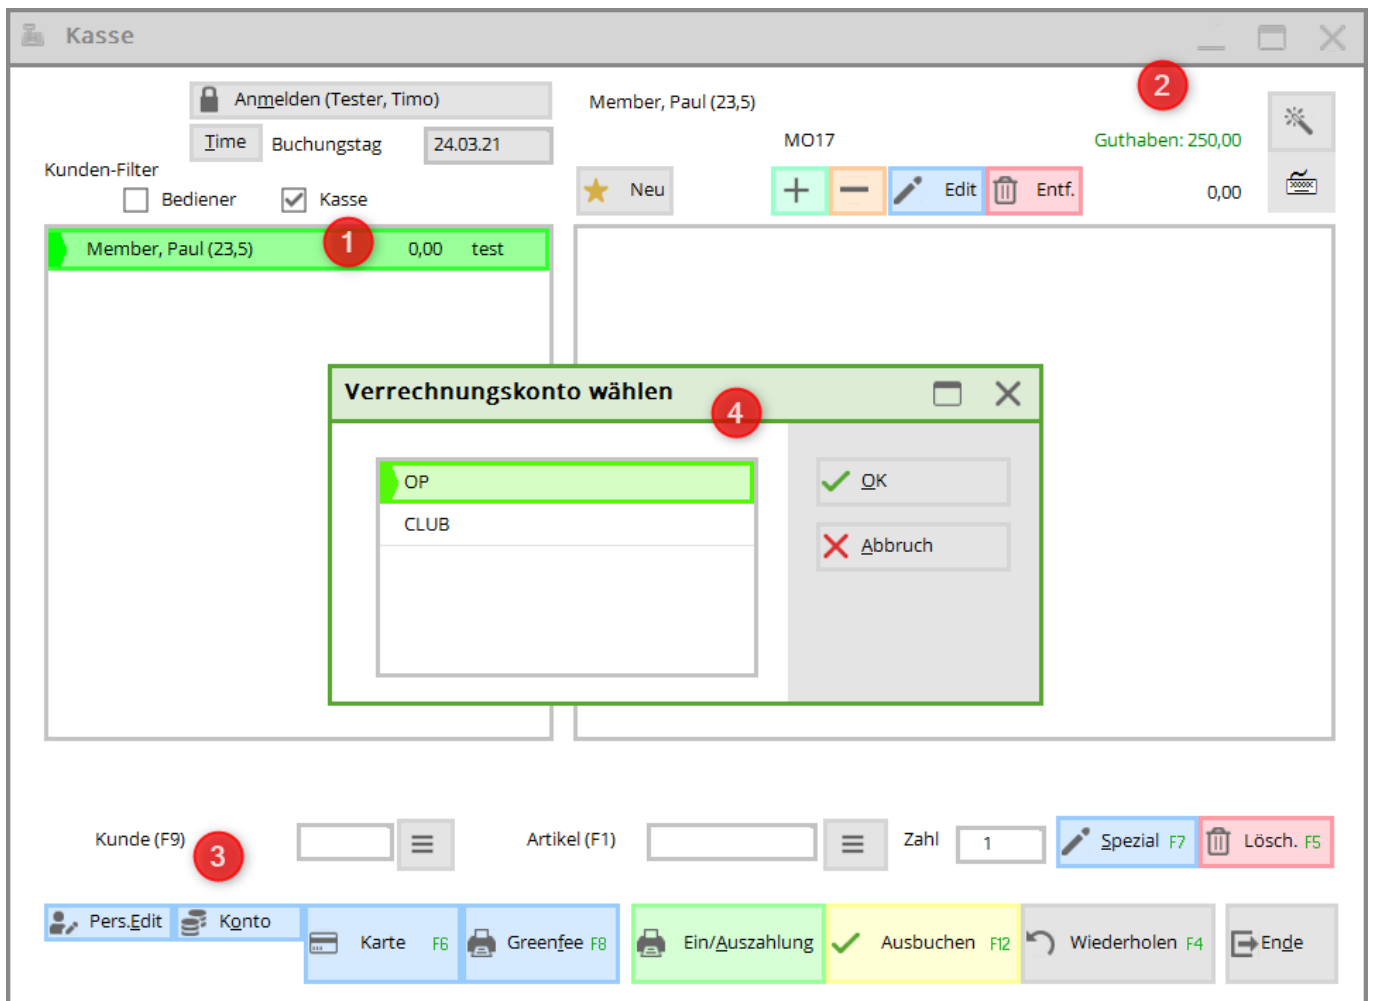 Kasse
Anmelden (Tester, Timo)
Member, Paul (23,5)
2
Time Buchungstag 24.03.21
MO17 Guthaben: 250,00
Kunden-Filter
Bediener Kasse
Neu + − Edit Entf. 0,00
Member, Paul (23,5) 1 0,00 test
Verrechnungskonto wählen
4
OP
CLUB
OK
Abbruch
Kunde (F9) 3 Artikel (F1) Zahl 1 Spezial F7 Lösch. F5
Pers.Edit Konto Karte F6 Greenfee F8 Ein/Auszahlung Ausbuchen F12 Wiederholen F4 Ende